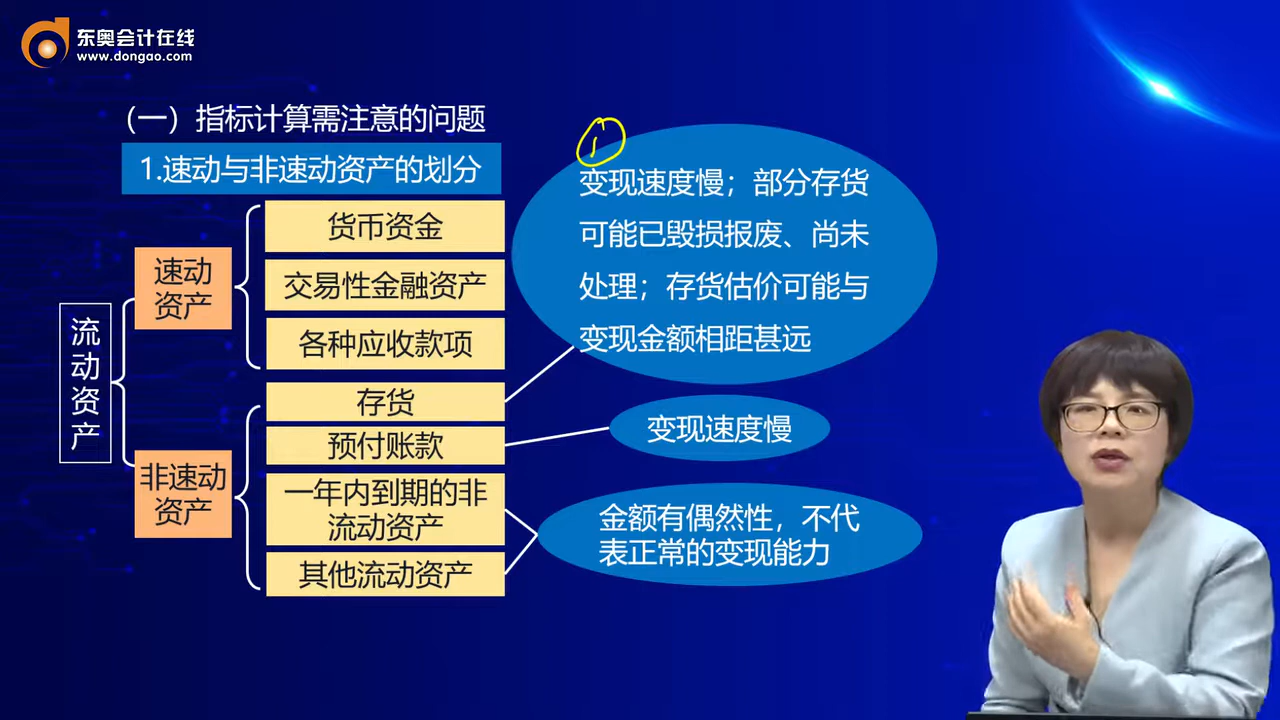 东奥会计在线
www.dongao.com
（一）指标计算需注意的问题
1.速动与非速动资产的划分
流
动
资
产
速动
资产
货币资金
交易性金融资产
各种应收款项
非速动
资产
存货
预付账款
一年内到期的非
流动资产
其他流动资产
1
变现速度慢；部分存货
可能已毁损报废、尚未
处理；存货估价可能与
变现金额相距甚远
变现速度慢
金额有偶然性，不代
表正常的变现能力